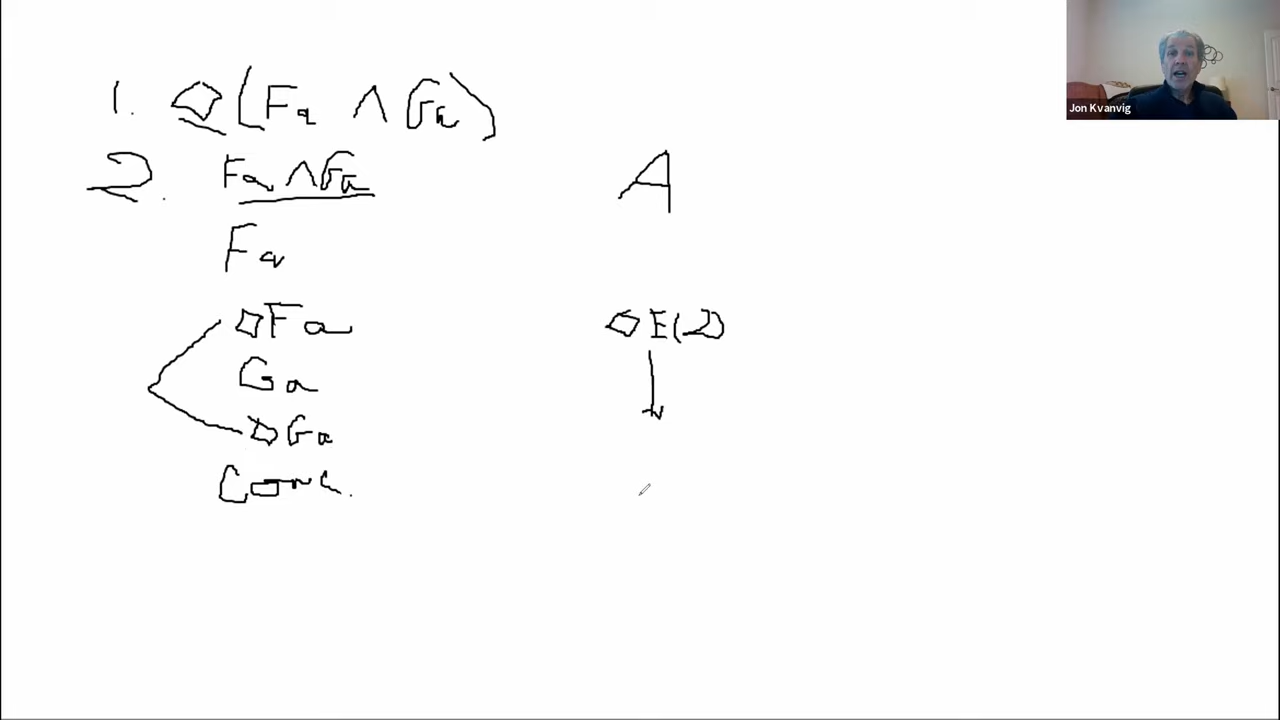 1. ◇(Fa ∧ Ga)
Jon Kvanvig
2. Fa ∧ Ga A
Fa
◇Fa ◇E(2)
Ga
◇Ga
Conc.